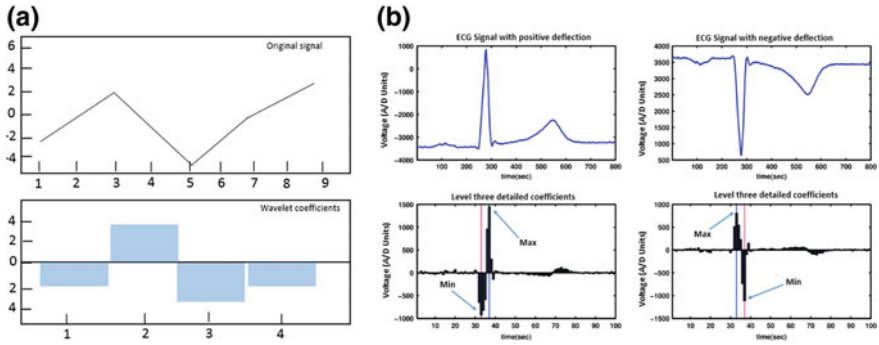 (a)
Original signal
6
4
2
0
-2
-4
1 2 3 4 5 6 7 8 9
Wavelet coefficients
4
2
0
2
4
1 2 3 4
(b)
ECG Signal with positive deflection
Voltage (A/D Units)
1000
0
-1000
-2000
-3000
-4000
0 100 200 300 400 500 600 700 800
time(sec)
ECG Signal with negative deflection
Voltage (A/D Units)
4000
3500
3000
2500
2000
1500
1000
500
0 100 200 300 400 500 600 700 800
time(sec)
Level three detailed coefficients
Voltage (A/D Units)
1500
1000
500
0
-500
-1000
Max
Min
0 10 20 30 40 50 60 70 80 90 100
time(sec)
Level three detailed coefficients
Voltage (A/D Units)
1000
500
0
-500
-1000
-1500
Max
Min
0 10 20 30 40 50 60 70 80 90 100
time(sec)